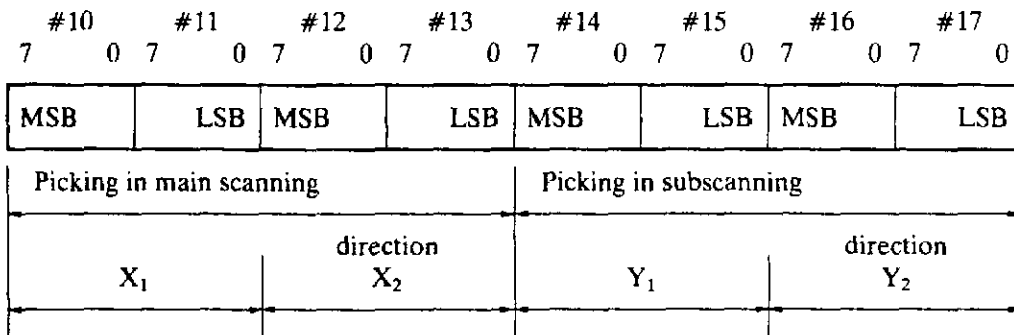 #10 #11 #12 #13 #14 #15 #16 #17
7 0 7 0 7 0 7 0 7 0 7 0 7 0 7 0
MSB LSB MSB LSB MSB LSB MSB LSB
Picking in main scanning Picking in subscanning
direction direction
X₁ X₂ Y₁ Y₂